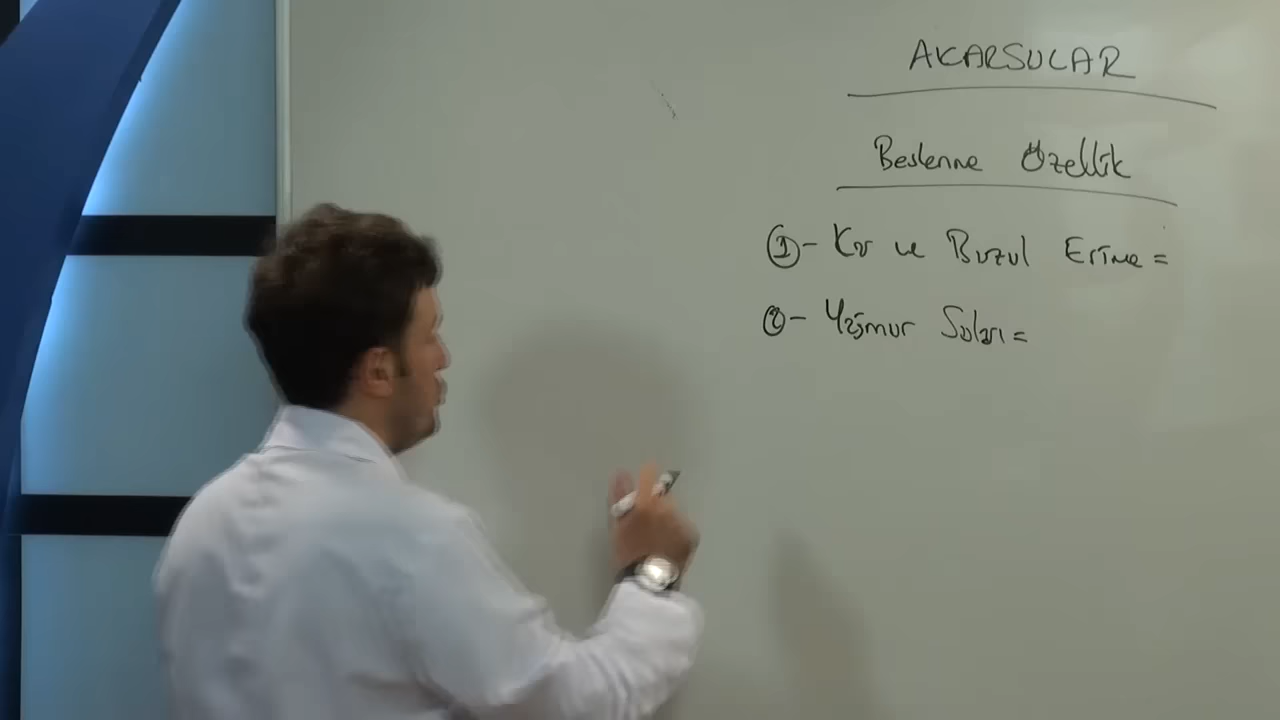 AKARSULAR
Beslenme Özellik
1- Kar ve Buzul Erime =
2- Yağmur Suları =